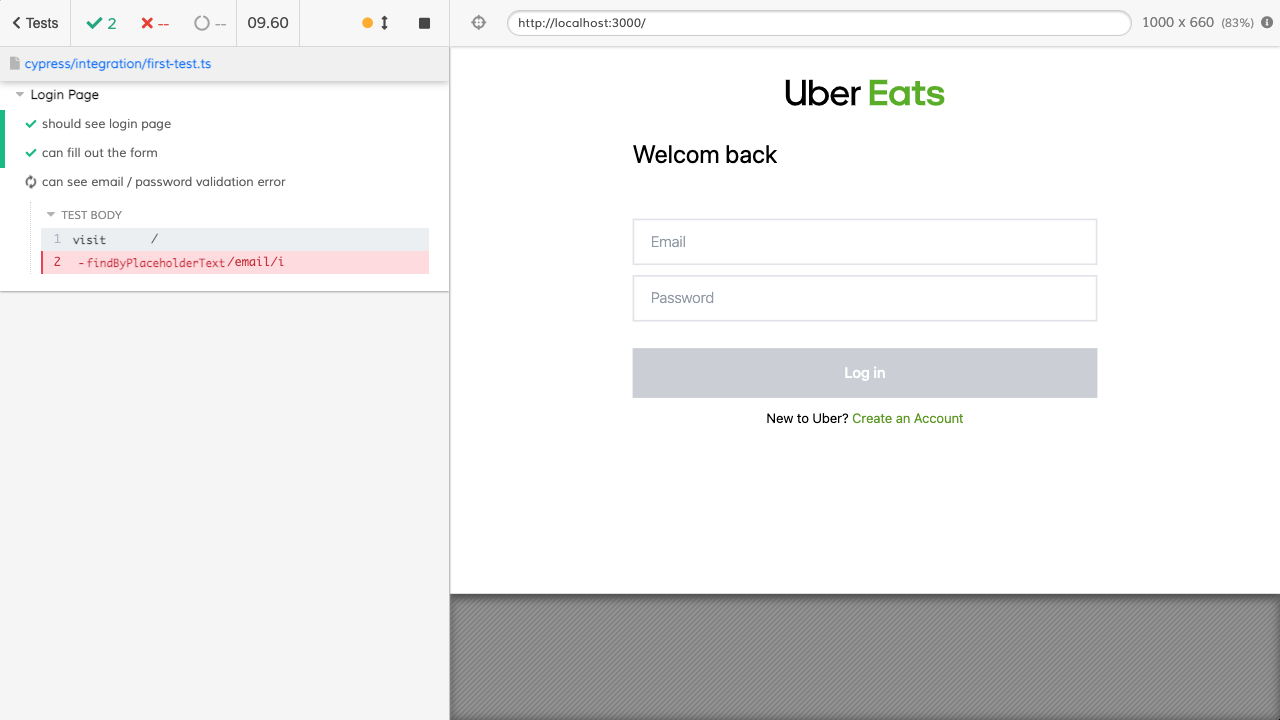 Tests 2 -- -- 09.60
http://localhost:3000/ 1000 x 660 (83%)
cypress/integration/first-test.ts
Login Page
should see login page
can fill out the form
can see email / password validation error
TEST BODY
1 visit /
2 -findByPlaceholderText /email/i
Uber Eats
Welcom back
Email
Password
Log in
New to Uber? Create an Account